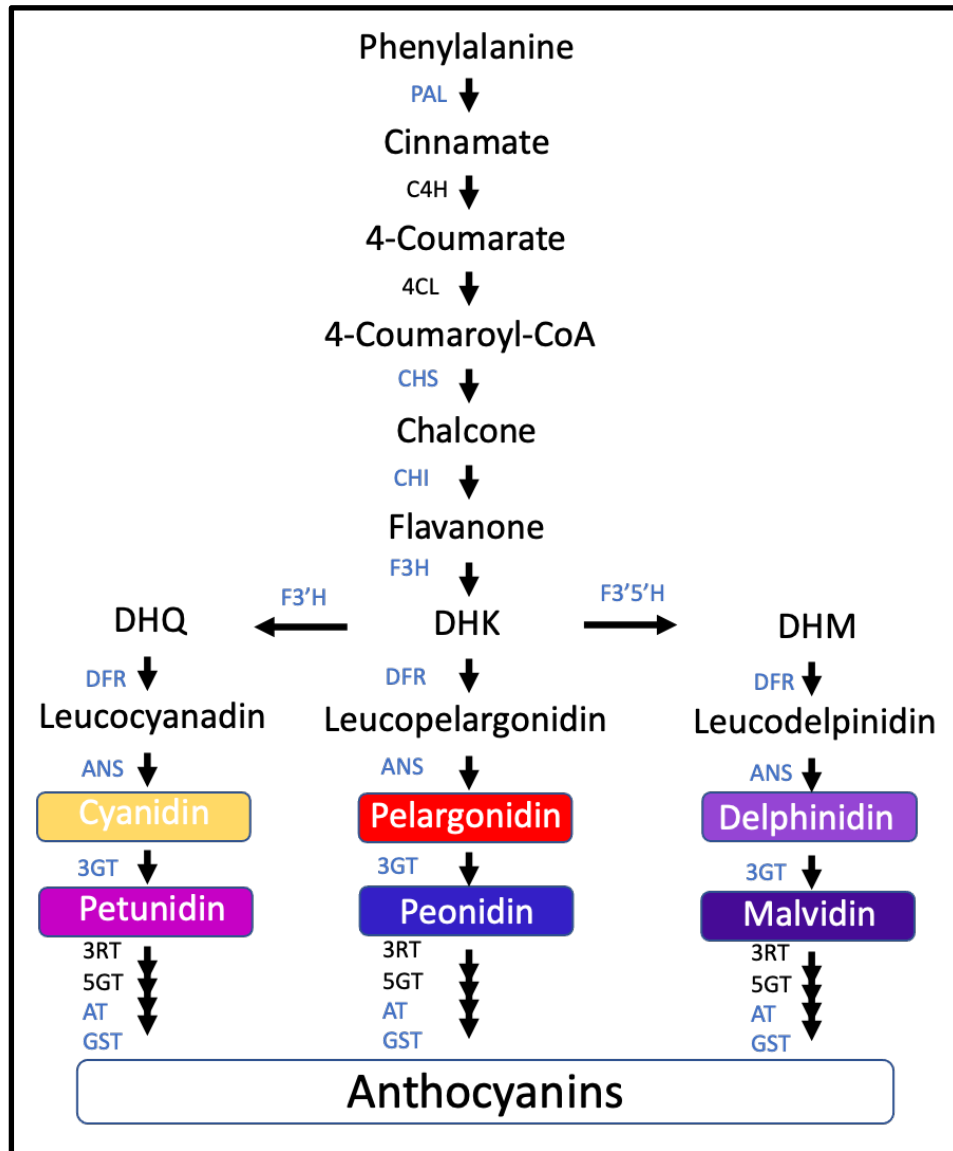 Phenylalanine
PAL
Cinnamate
C4H
4-Coumarate
4CL
4-Coumaroyl-CoA
CHS
Chalcone
CHI
Flavanone
F3H
F3'H
F3'5'H
DHQ
DHK
DHM
DFR
DFR
DFR
Leucocyanadin
Leucopelargonidin
Leucodelpinidin
ANS
ANS
ANS
Cyanidin
Pelargonidin
Delphinidin
3GT
3GT
3GT
Petunidin
Peonidin
Malvidin
3RT
3RT
3RT
5GT
5GT
5GT
AT
AT
AT
GST
GST
GST
Anthocyanins